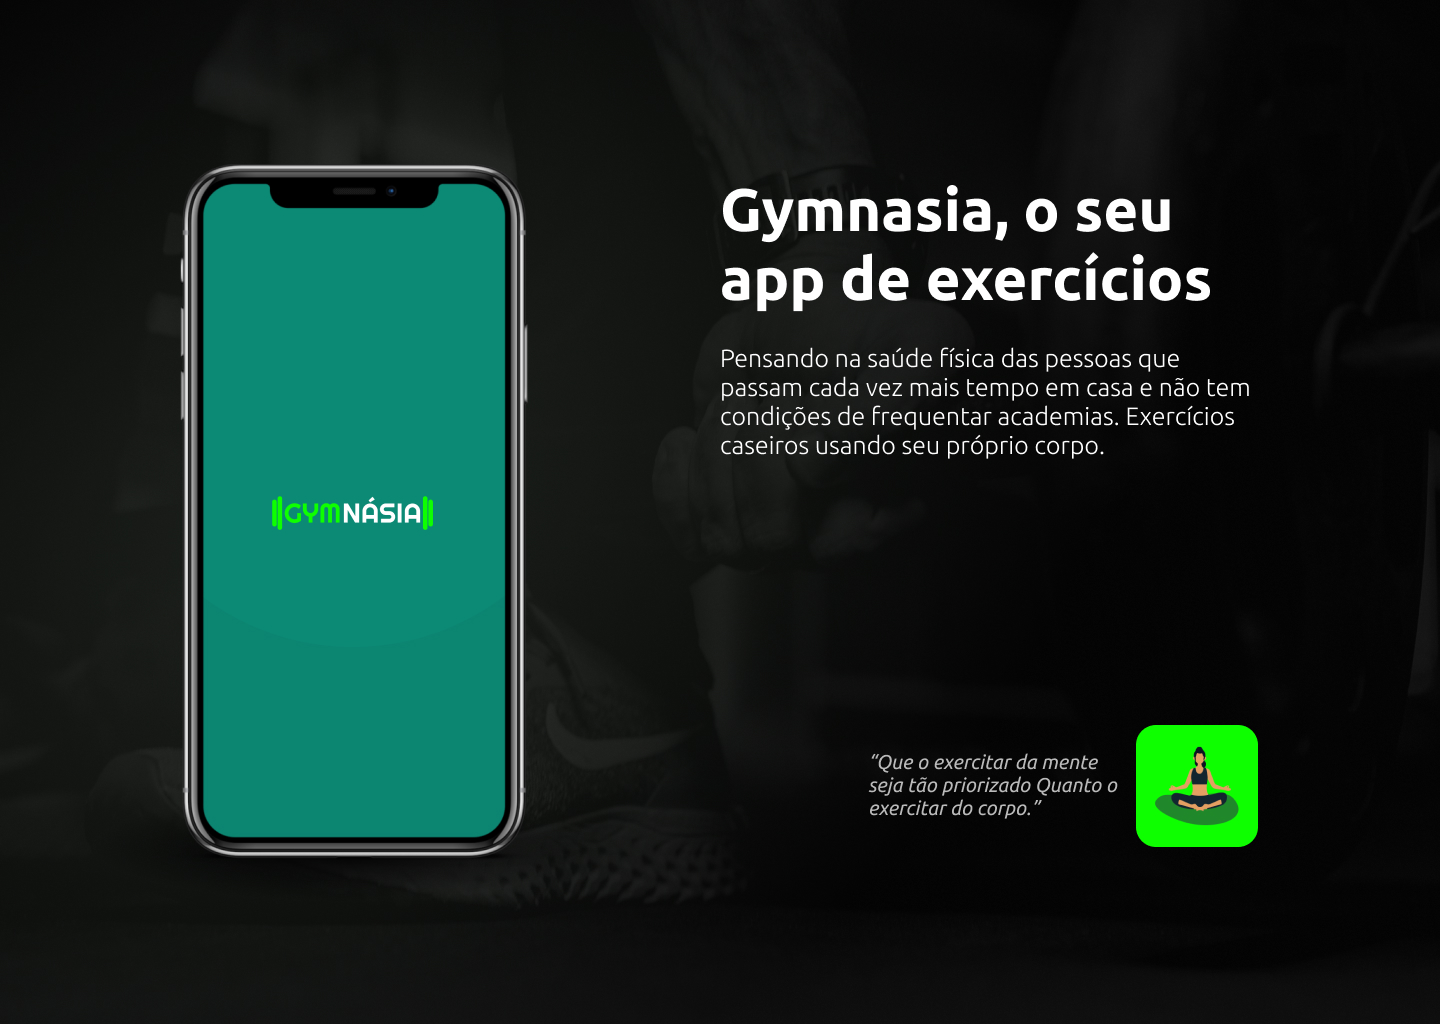 Gymnasia, o seu
app de exercícios
Pensando na saúde física das pessoas que
passam cada vez mais tempo em casa e não tem
condições de frequentar academias. Exercícios
caseiros usando seu próprio corpo.
GYMNÁSIA
“Que o exercitar da mente
seja tão priorizado Quanto o
exercitar do corpo.”